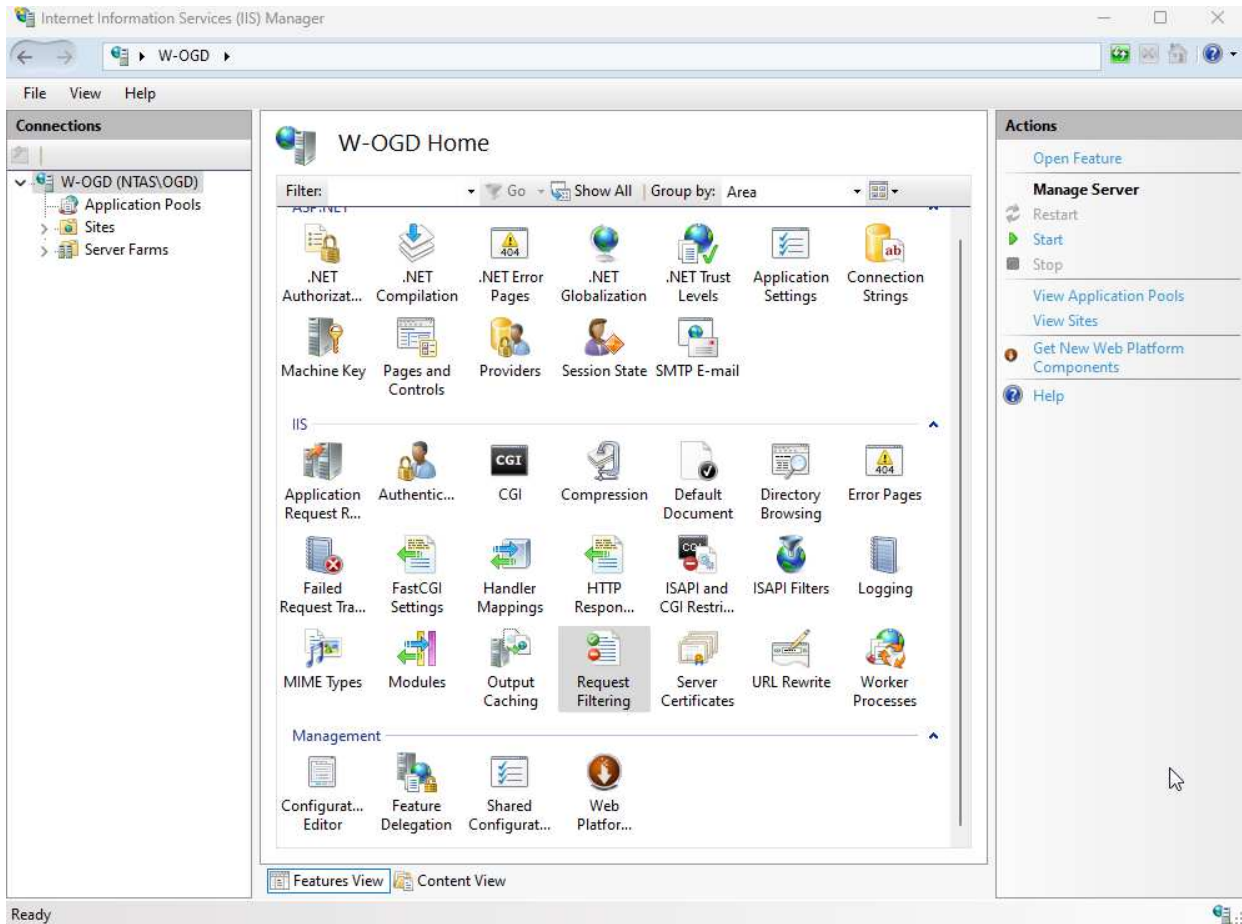 Internet Information Services (IIS) Manager
W-OGD
File View Help
Connections
W-OGD (NTAS\OGD)
Application Pools
Sites
Server Farms
W-OGD Home
Filter: Go Show All Group by: Area
ASP.NET
.NET Authorizat...
.NET Compilation
.NET Error Pages
.NET Globalization
.NET Trust Levels
Application Settings
Connection Strings
Machine Key
Pages and Controls
Providers
Session State
SMTP E-mail
IIS
Application Request R...
Authentic...
CGI
Compression
Default Document
Directory Browsing
Error Pages
Failed Request Tra...
FastCGI Settings
Handler Mappings
HTTP Respon...
ISAPI and CGI Restri...
ISAPI Filters
Logging
MIME Types
Modules
Output Caching
Request Filtering
Server Certificates
URL Rewrite
Worker Processes
Management
Configurat... Editor
Feature Delegation
Shared Configurat...
Web Platfor...
Features View Content View
Actions
Open Feature
Manage Server
Restart
Start
Stop
View Application Pools
View Sites
Get New Web Platform
Components
Help
Ready